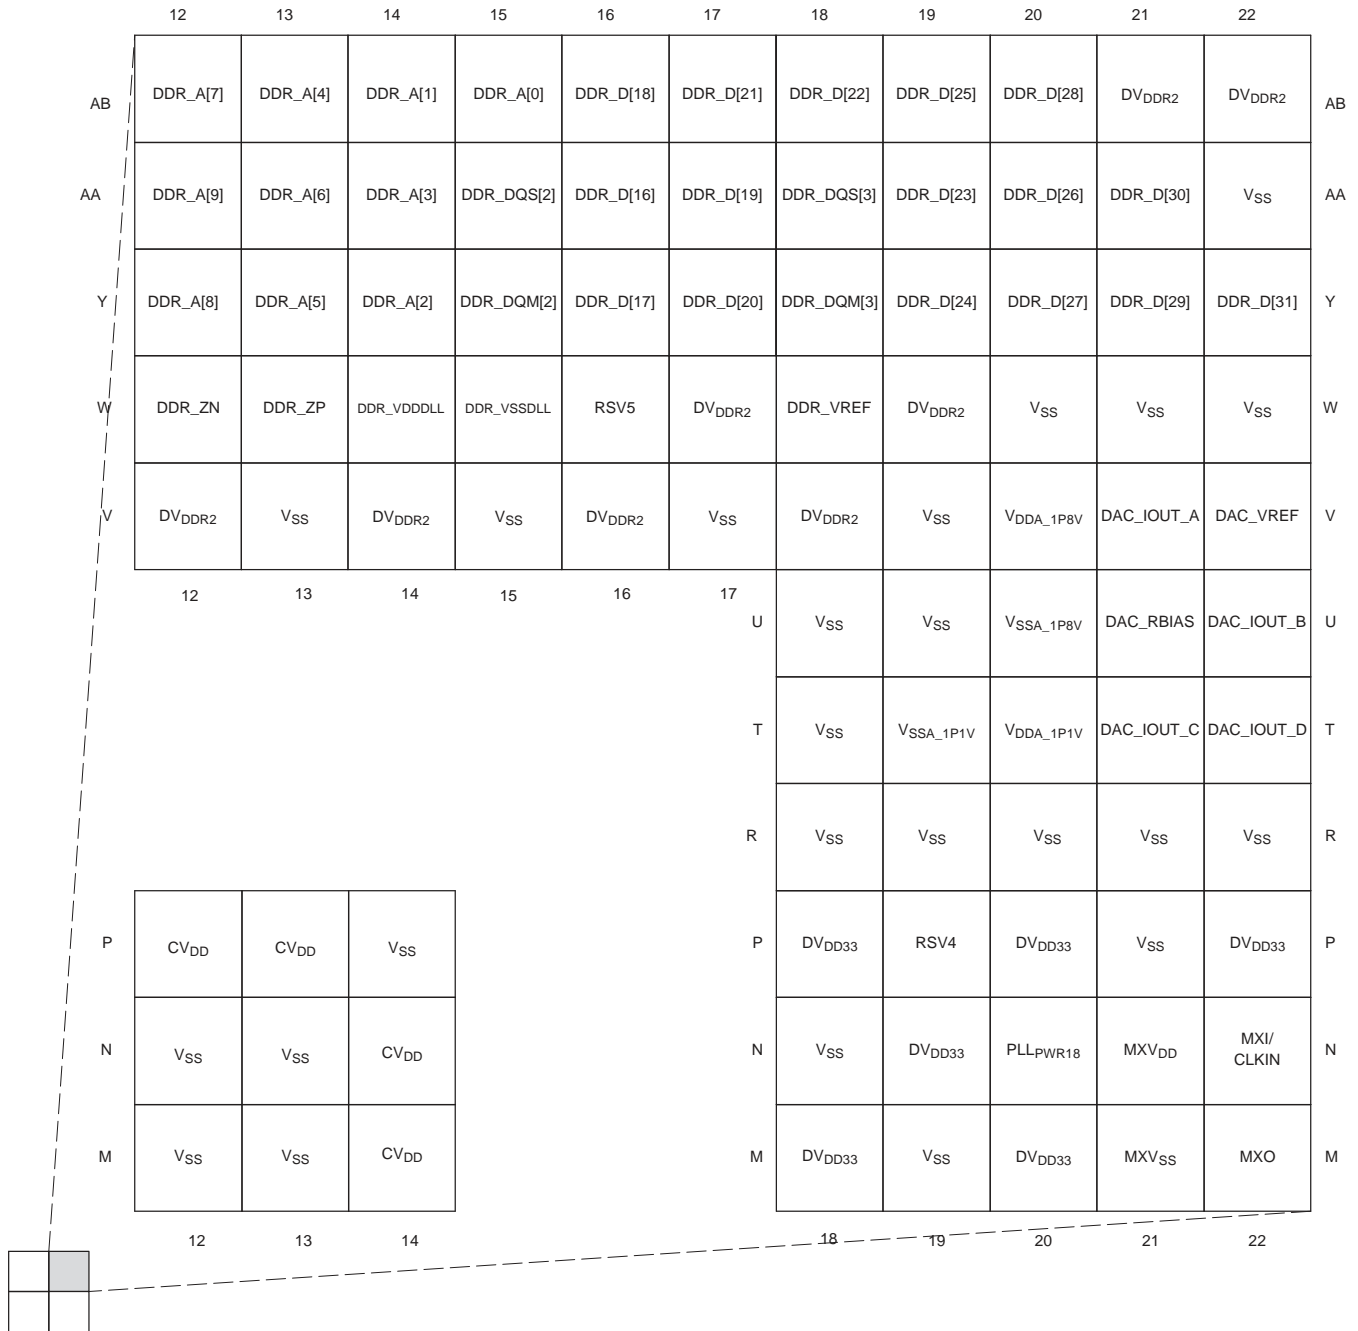 12 13 14 15 16 17 18 19 20 21 22
AB DDR_A[7] DDR_A[4] DDR_A[1] DDR_A[0] DDR_D[18] DDR_D[21] DDR_D[22] DDR_D[25] DDR_D[28] DVDDR2 DVDDR2 AB
AA DDR_A[9] DDR_A[6] DDR_A[3] DDR_DQS[2] DDR_D[16] DDR_D[19] DDR_DQS[3] DDR_D[23] DDR_D[26] DDR_D[30] VSS AA
Y DDR_A[8] DDR_A[5] DDR_A[2] DDR_DQM[2] DDR_D[17] DDR_D[20] DDR_DQM[3] DDR_D[24] DDR_D[27] DDR_D[29] DDR_D[31] Y
W DDR_ZN DDR_ZP DDR_VDDDLL DDR_VSSDLL RSV5 DVDDR2 DDR_VREF DVDDR2 VSS VSS VSS W
V DVDDR2 VSS DVDDR2 VSS DVDDR2 VSS DVDDR2 VSS VDDA_1P8V DAC_IOUT_A DAC_VREF V
12 13 14 15 16 17
U VSS VSS VSSA_1P8V DAC_RBIAS DAC_IOUT_B U
T VSS VSSA_1P1V VDDA_1P1V DAC_IOUT_C DAC_IOUT_D T
R VSS VSS VSS VSS VSS R
P CVDD CVDD VSS P DVDD33 RSV4 DVDD33 VSS DVDD33 P
N VSS VSS CVDD N VSS DVDD33 PLLPWR18 MXVDD MXI/ N
CLKIN
M VSS VSS CVDD M DVDD33 VSS DVDD33 MXVSS MXO M
12 13 14 18 19 20 21 22